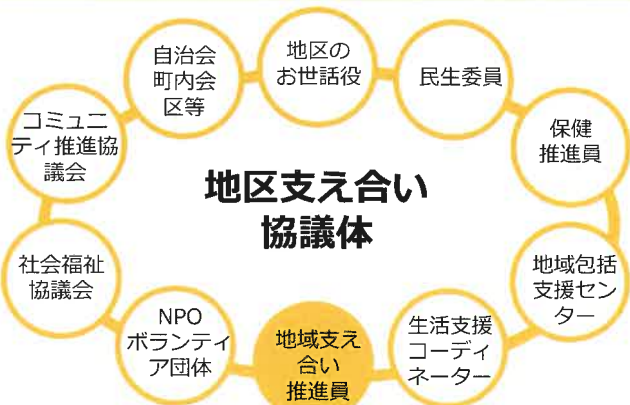 地区の
お世話役
民生委員
保健
推進員
地域包括
支援セン
ター
生活支援
コーディ
ネーター
地域支え
合い
推進員
NPO
ボランティ
ア団体
社会福祉
協議会
コミュニ
ティ推進協
議会
自治会
町内会
区等
地区支え合い
協議体